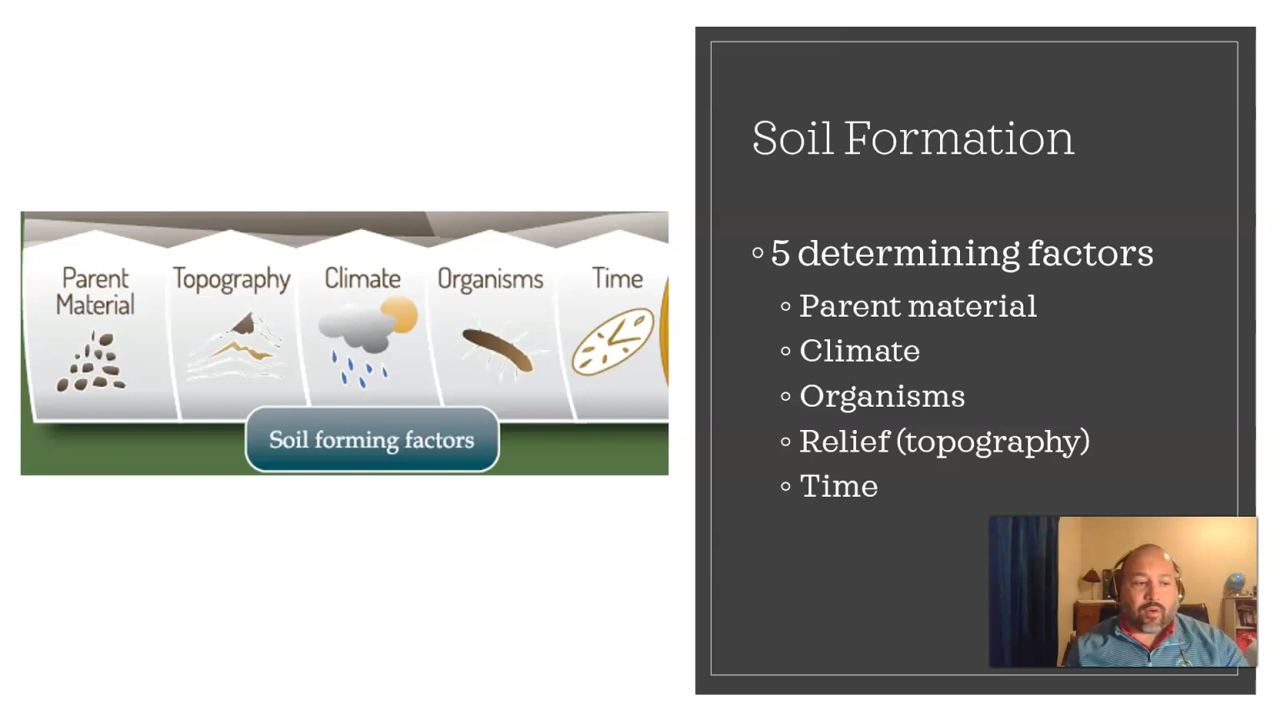 Parent
Material
Topography
Climate
Organisms
Time
Soil forming factors
Soil Formation
5 determining factors
Parent material
Climate
Organisms
Relief (topography)
Time